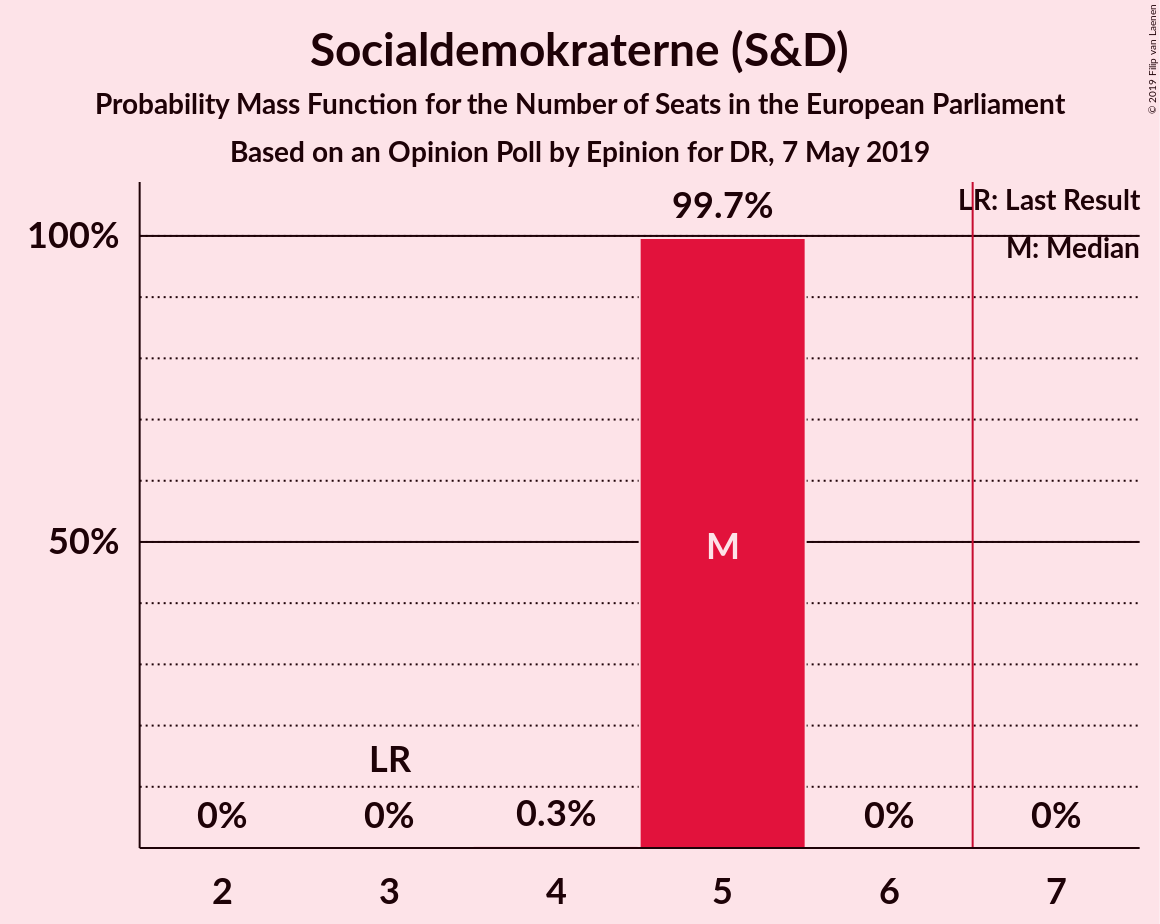 Socialdemokraterne (S&D)
Probability Mass Function for the Number of Seats in the European Parliament
Based on an Opinion Poll by Epinion for DR, 7 May 2019
© 2019 Filip van Laenen
LR: Last Result
M: Median
99.7%
100%
50%
M
LR
0%
0%
0.3%
0%
0%
2
3
4
5
6
7